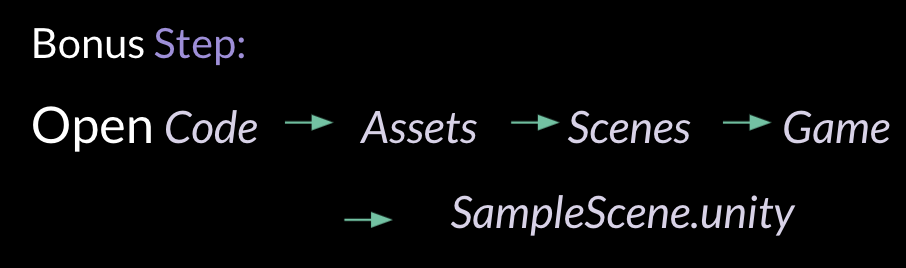 Bonus Step:
Open Code → Assets → Scenes → Game
→ SampleScene.unity